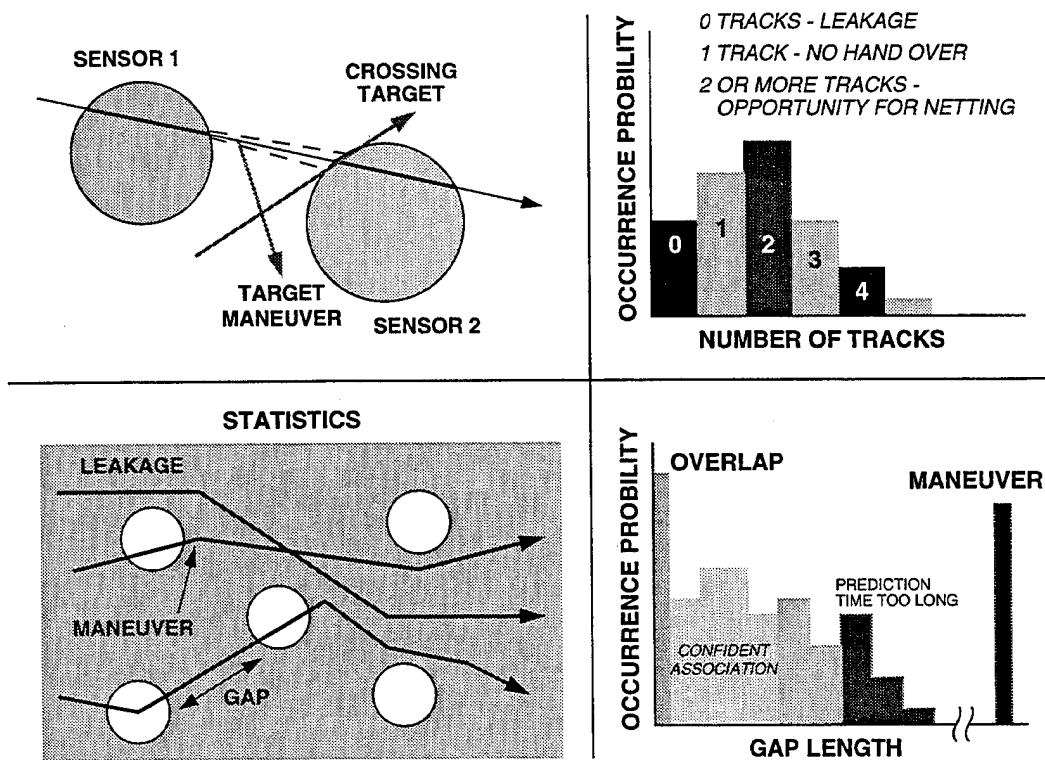 SENSOR 1
CROSSING
TARGET
TARGET
MANEUVER
SENSOR 2
0 TRACKS - LEAKAGE
1 TRACK - NO HAND OVER
2 OR MORE TRACKS -
OPPORTUNITY FOR NETTING
OCCURRENCE PROBILITY
0
1
2
3
4
NUMBER OF TRACKS
STATISTICS
LEAKAGE
MANEUVER
GAP
OCCURRENCE PROBILITY
OVERLAP
MANEUVER
PREDICTION
TIME TOO LONG
CONFIDENT
ASSOCIATION
GAP LENGTH